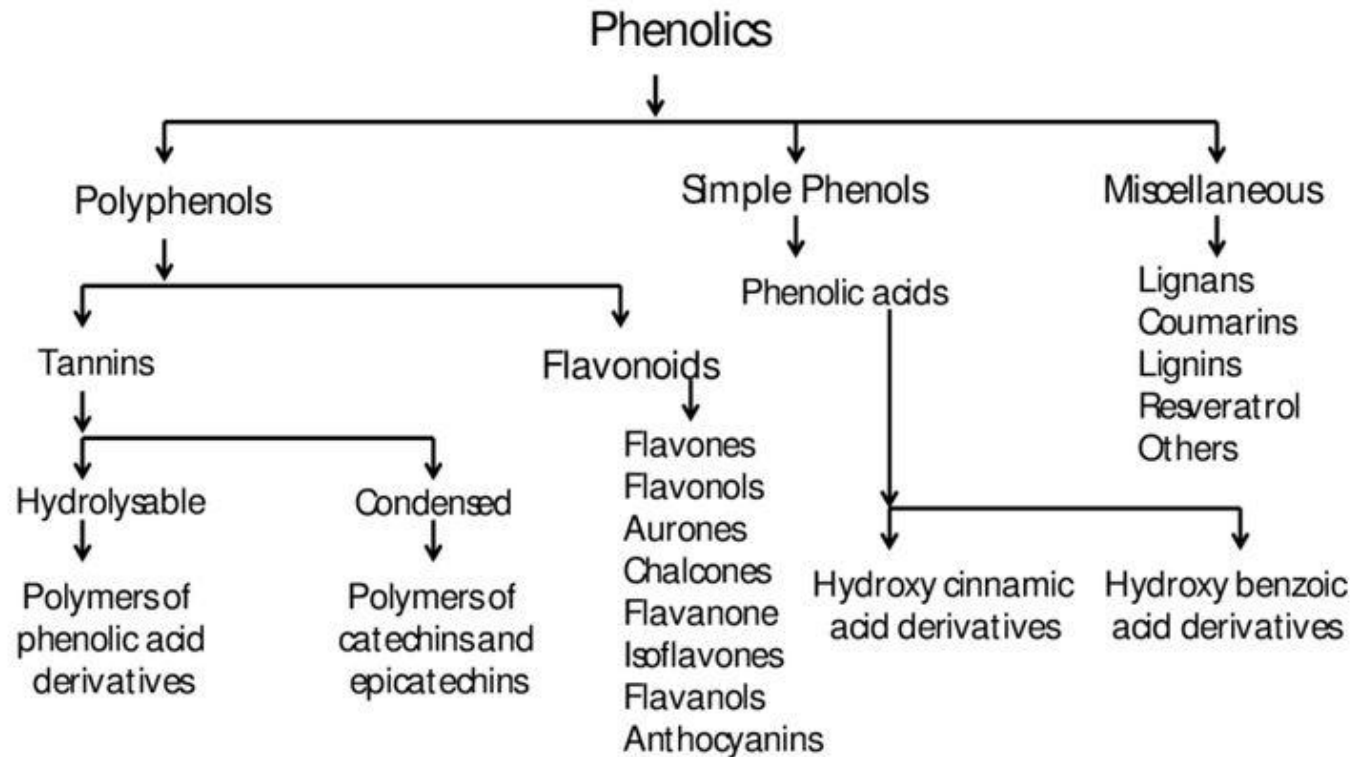 Phenolics
Polyphenols
Simple Phenols
Miscellaneous
Tannins
Flavonoids
Phenolic acids
Lignans
Coumarins
Lignins
Resveratrol
Others
Hydrolysable
Condensed
Polymers of
phenolic acid
derivatives
Polymers of
catechins and
epicatechins
Flavones
Flavonols
Aurones
Chalcones
Flavanone
Isoflavones
Flavanols
Anthocyanins
Hydroxy cinnamic
acid derivatives
Hydroxy benzoic
acid derivatives